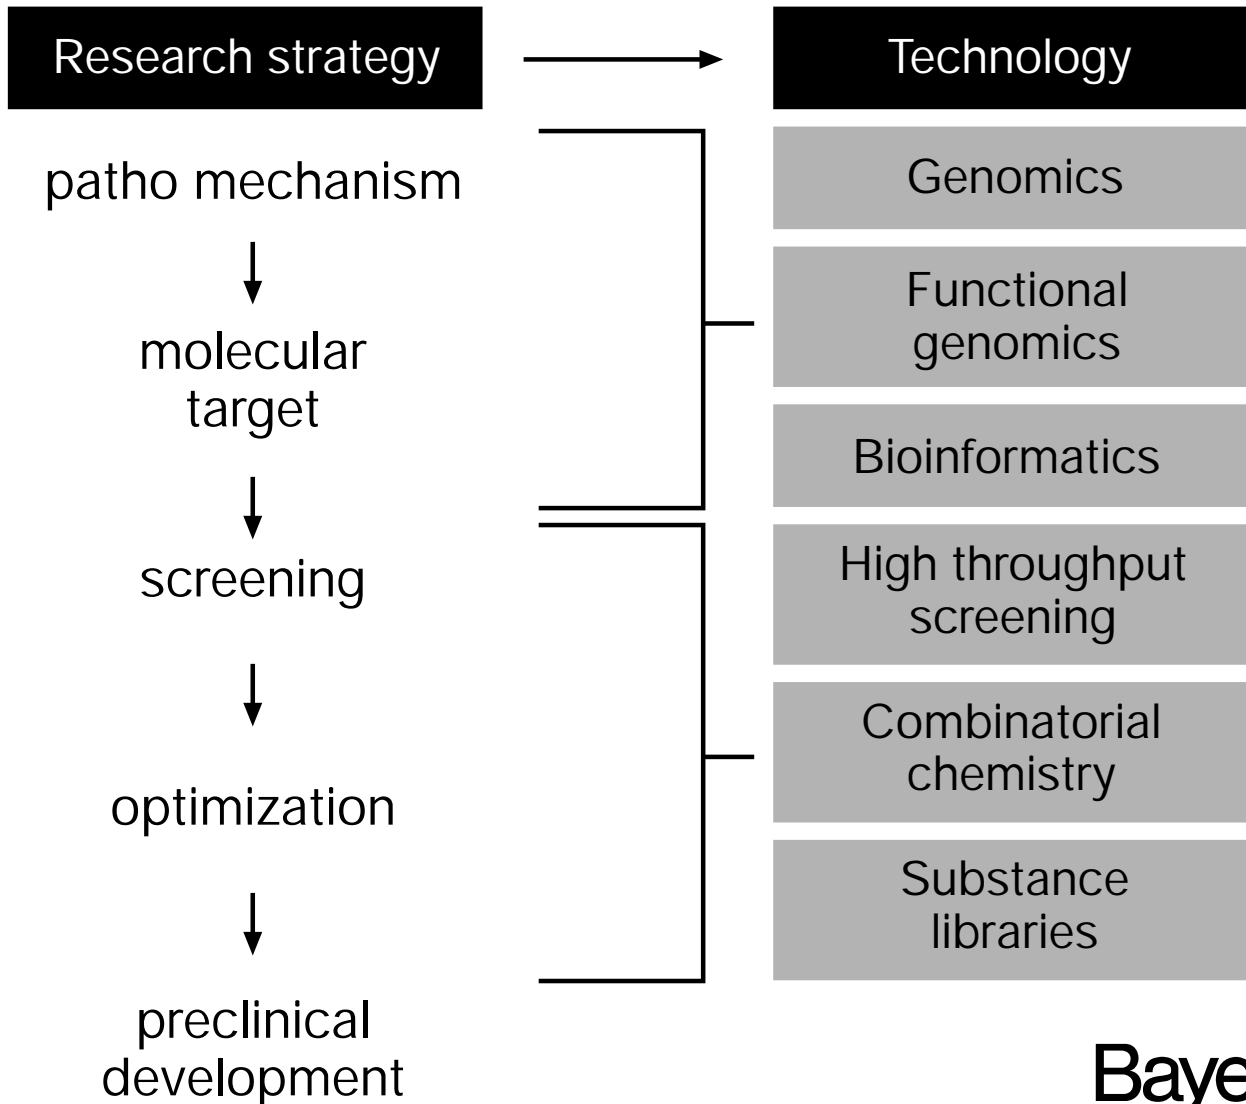 Research strategy
Technology
patho mechanism
molecular
target
screening
optimization
preclinical
development
Genomics
Functional
genomics
Bioinformatics
High throughput
screening
Combinatorial
chemistry
Substance
libraries
Baye